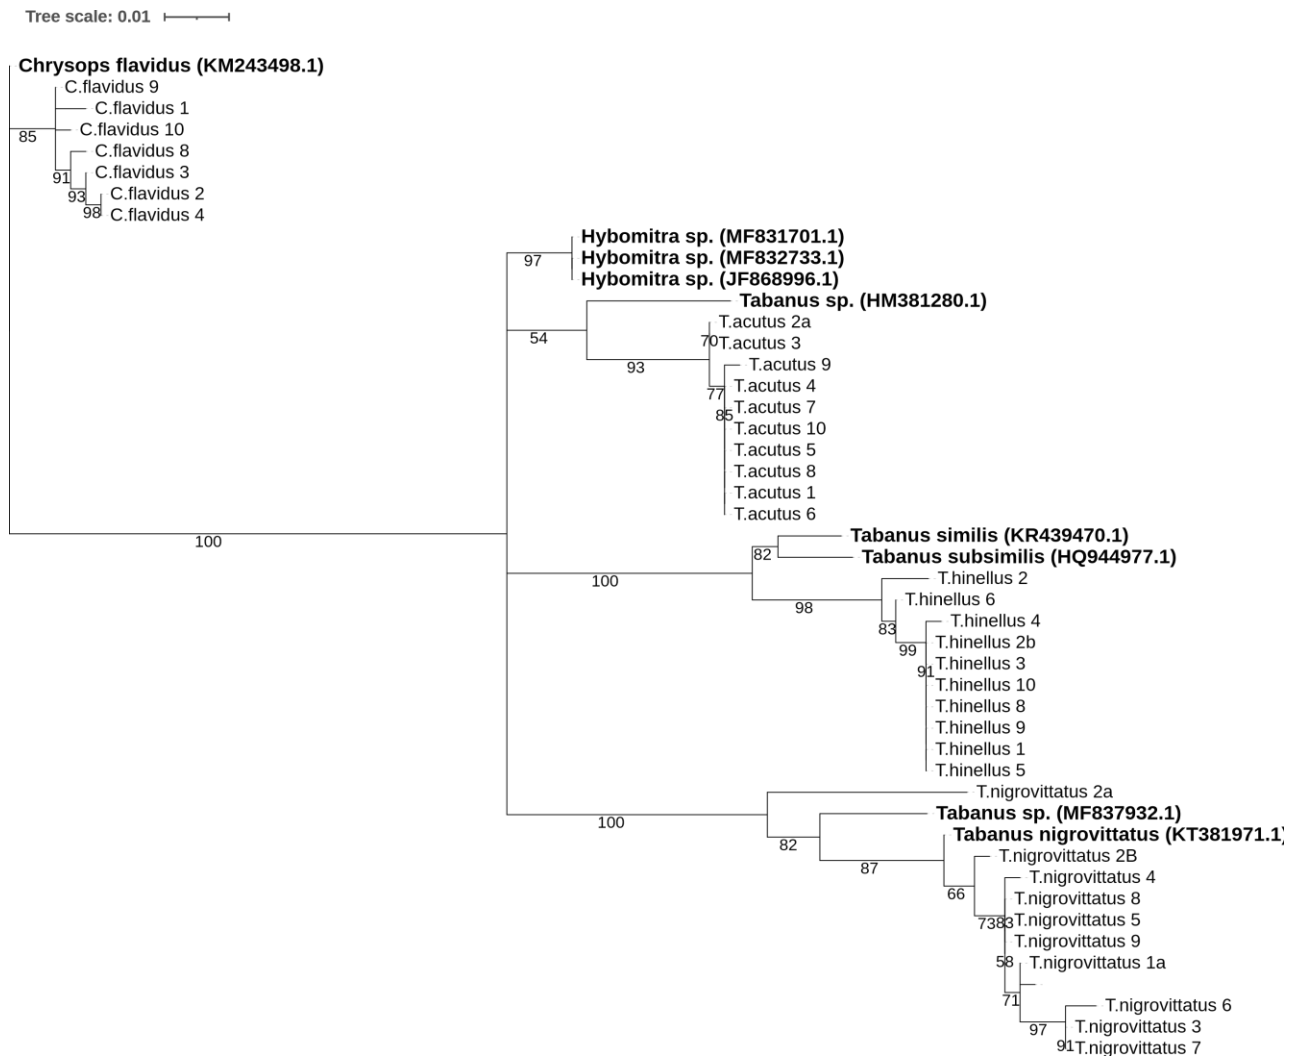 Tree scale: 0.01
Chrysops flavidus (KM243498.1)
C.flavidus 9
C.flavidus 1
C.flavidus 10
85
C.flavidus 8
C.flavidus 3
91
C.flavidus 2
93
C.flavidus 4
98
Hybomitra sp. (MF831701.1)
Hybomitra sp. (MF832733.1)
97
Hybomitra sp. (JF868996.1)
Tabanus sp. (HM381280.1)
T.acutus 2a
54
70
T.acutus 3
T.acutus 9
93
T.acutus 4
77
T.acutus 7
85
T.acutus 10
T.acutus 5
T.acutus 8
T.acutus 1
T.acutus 6
Tabanus similis (KR439470.1)
100
82
Tabanus subsimilis (HQ944977.1)
T.hinellus 2
100
T.hinellus 6
98
T.hinellus 4
83
T.hinellus 2b
99
T.hinellus 3
91
T.hinellus 10
T.hinellus 8
T.hinellus 9
T.hinellus 1
T.hinellus 5
T.nigrovittatus 2a
Tabanus sp. (MF837932.1)
100
Tabanus nigrovittatus (KT381971.1)
82
T.nigrovittatus 2B
87
T.nigrovittatus 4
66
T.nigrovittatus 8
73
83
T.nigrovittatus 5
T.nigrovittatus 9
58
T.nigrovittatus 1a
71
T.nigrovittatus 6
97
T.nigrovittatus 3
91
T.nigrovittatus 7